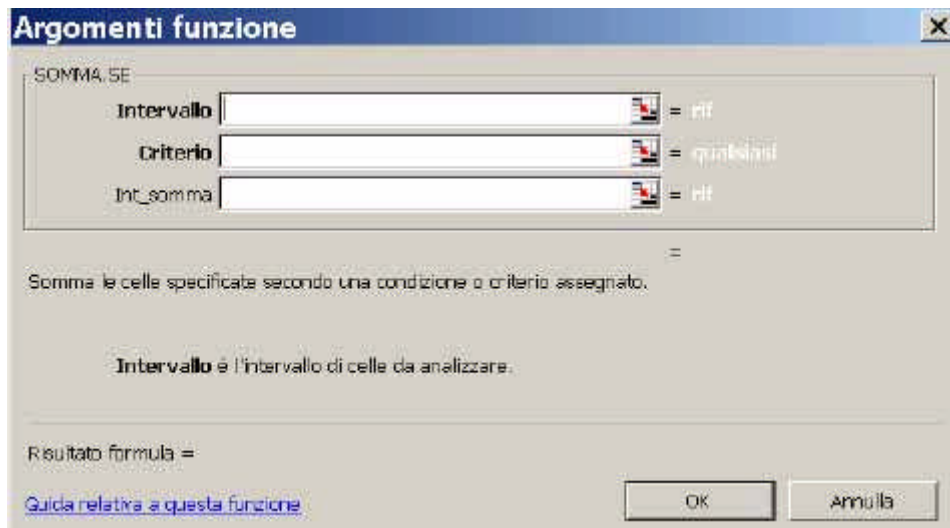 Argomenti funzione
SOMMA.SE
Intervallo = rif
Criterio = qualsiasi
Int_somma = rif
=
Somma le celle specificate secondo una condizione o criterio assegnato.
Intervallo è l'intervallo di celle da analizzare.
Risultato formula =
Guida relativa a questa funzione
OK
Annulla